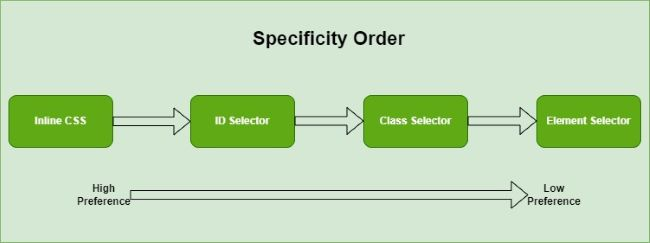 Specificity Order
Inline CSS
ID Selector
Class Selector
Element Selector
High
Preference
Low
Preference